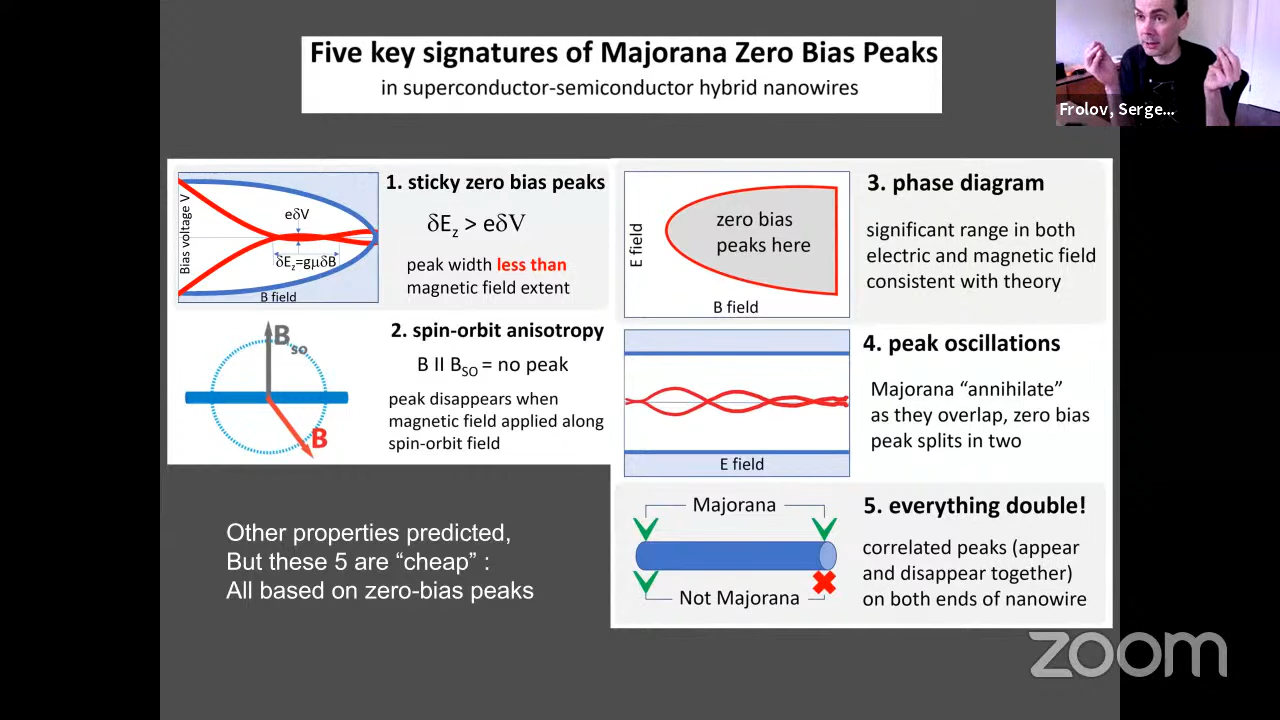 Five key signatures of Majorana Zero Bias Peaks
in superconductor-semiconductor hybrid nanowires
Frolov, Serge...
Bias voltage V
eδV
δE_z=gμδB
B field
1. sticky zero bias peaks
δE_z > eδV
peak width less than
magnetic field extent
B_so
B
2. spin-orbit anisotropy
B II B_SO = no peak
peak disappears when
magnetic field applied along
spin-orbit field
Other properties predicted,
But these 5 are “cheap” :
All based on zero-bias peaks
E field
zero bias
peaks here
B field
3. phase diagram
significant range in both
electric and magnetic field
consistent with theory
E field
4. peak oscillations
Majorana “annihilate”
as they overlap, zero bias
peak splits in two
Majorana
Not Majorana
5. everything double!
correlated peaks (appear
and disappear together)
on both ends of nanowire
zoom